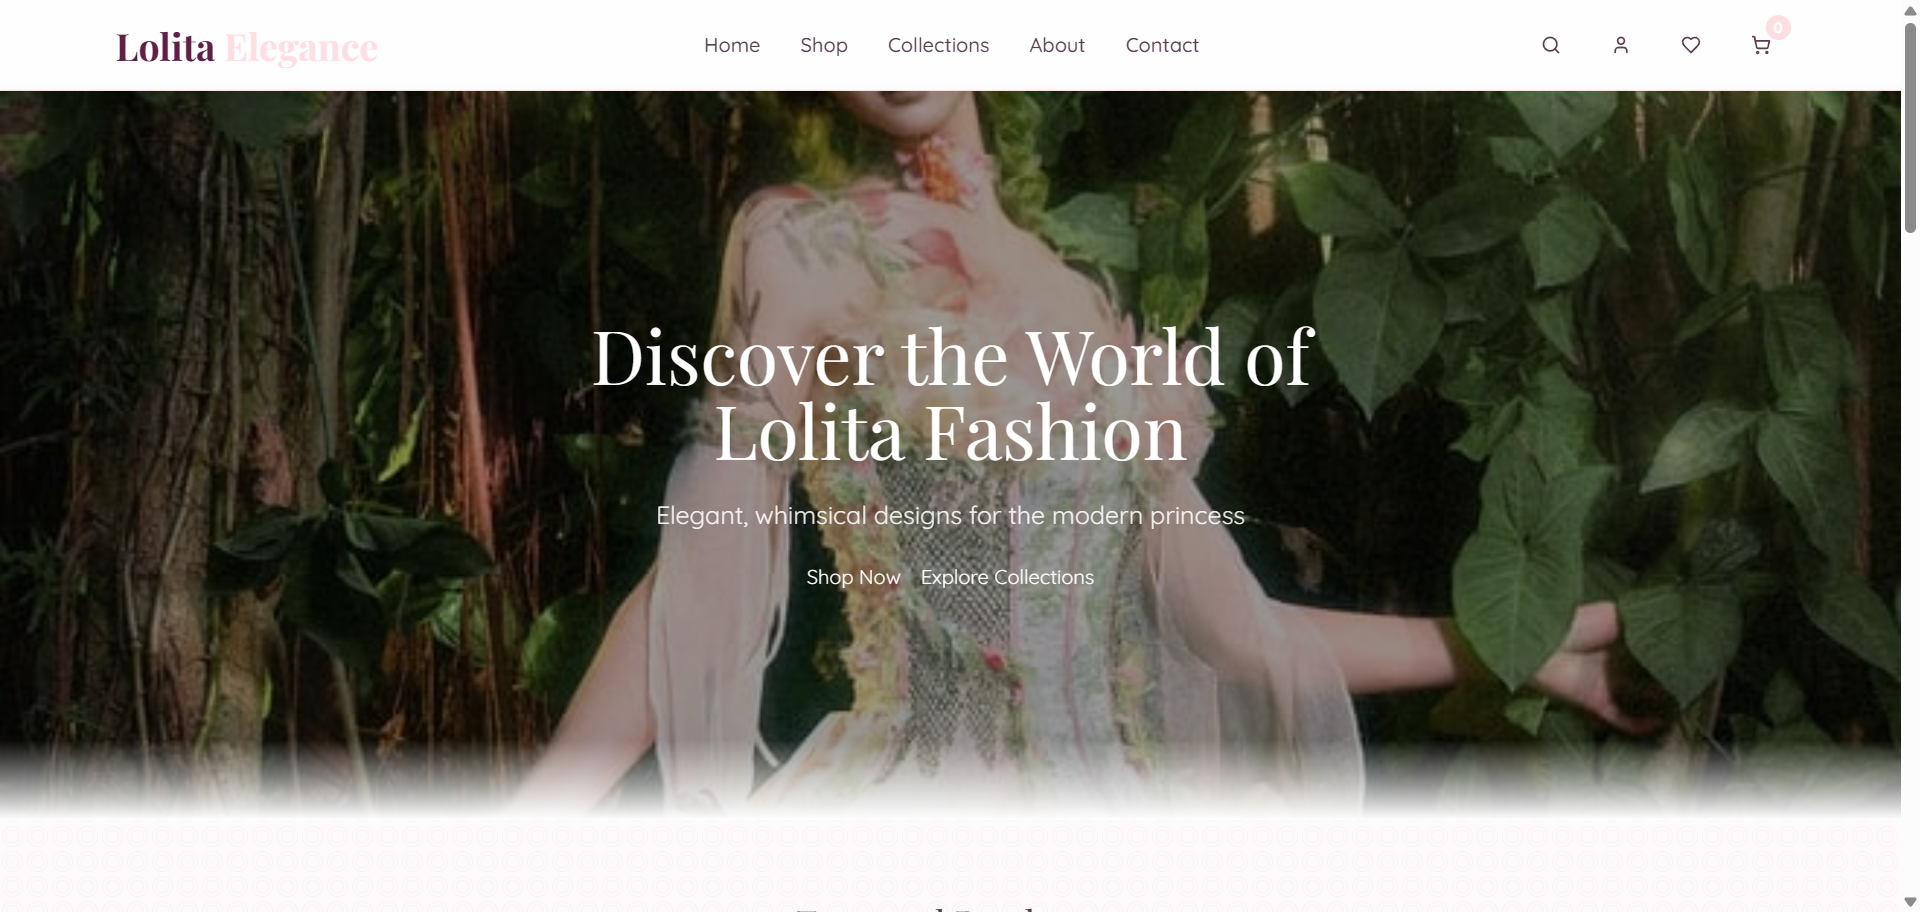 Lolita Elegance
Home Shop Collections About Contact
0
Discover the World of
Lolita Fashion
Elegant, whimsical designs for the modern princess
Shop Now Explore Collections